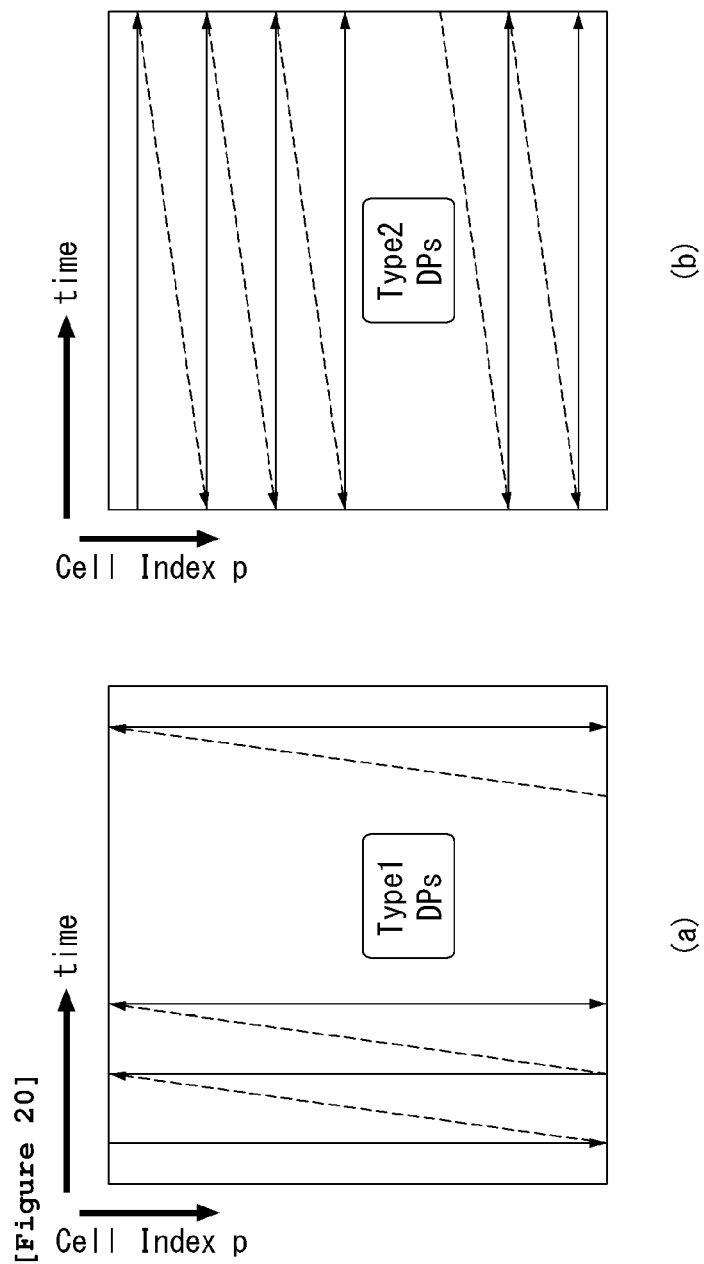 [Figure 20]
Cell Index p
time
Type1
DPs
(a)
Cell Index p
time
Type2
DPs
(b)